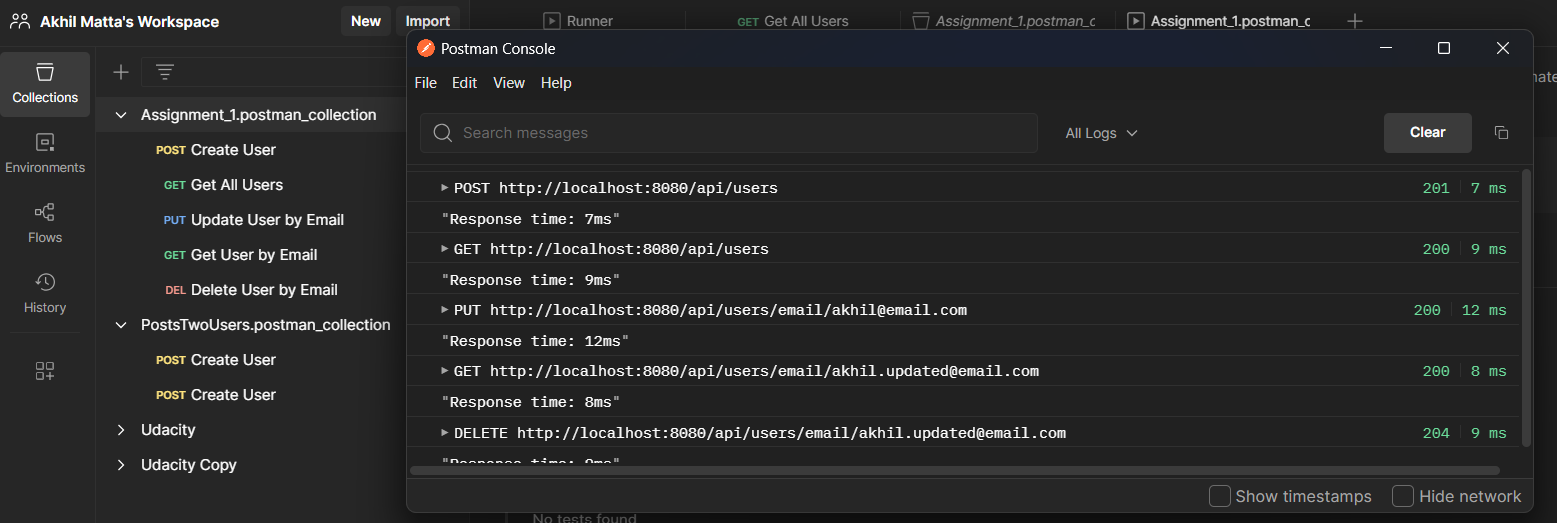 Akhil Matta's Workspace
New
Import
Runner
GET Get All Users
Assignment_1.postman_c
Assignment_1.postman_c
Collections
Environments
Flows
History
Assignment_1.postman_collection
POST Create User
GET Get All Users
PUT Update User by Email
GET Get User by Email
DEL Delete User by Email
PostsTwoUsers.postman_collection
POST Create User
POST Create User
Udacity
Udacity Copy
Postman Console
File Edit View Help
Search messages
All Logs
Clear
POST http://localhost:8080/api/users 201 7 ms
"Response time: 7ms"
GET http://localhost:8080/api/users 200 9 ms
"Response time: 9ms"
PUT http://localhost:8080/api/users/email/akhil@email.com 200 12 ms
"Response time: 12ms"
GET http://localhost:8080/api/users/email/akhil.updated@email.com 200 8 ms
"Response time: 8ms"
DELETE http://localhost:8080/api/users/email/akhil.updated@email.com 204 9 ms
"Response time: 9ms"
Show timestamps
Hide network
No tests found